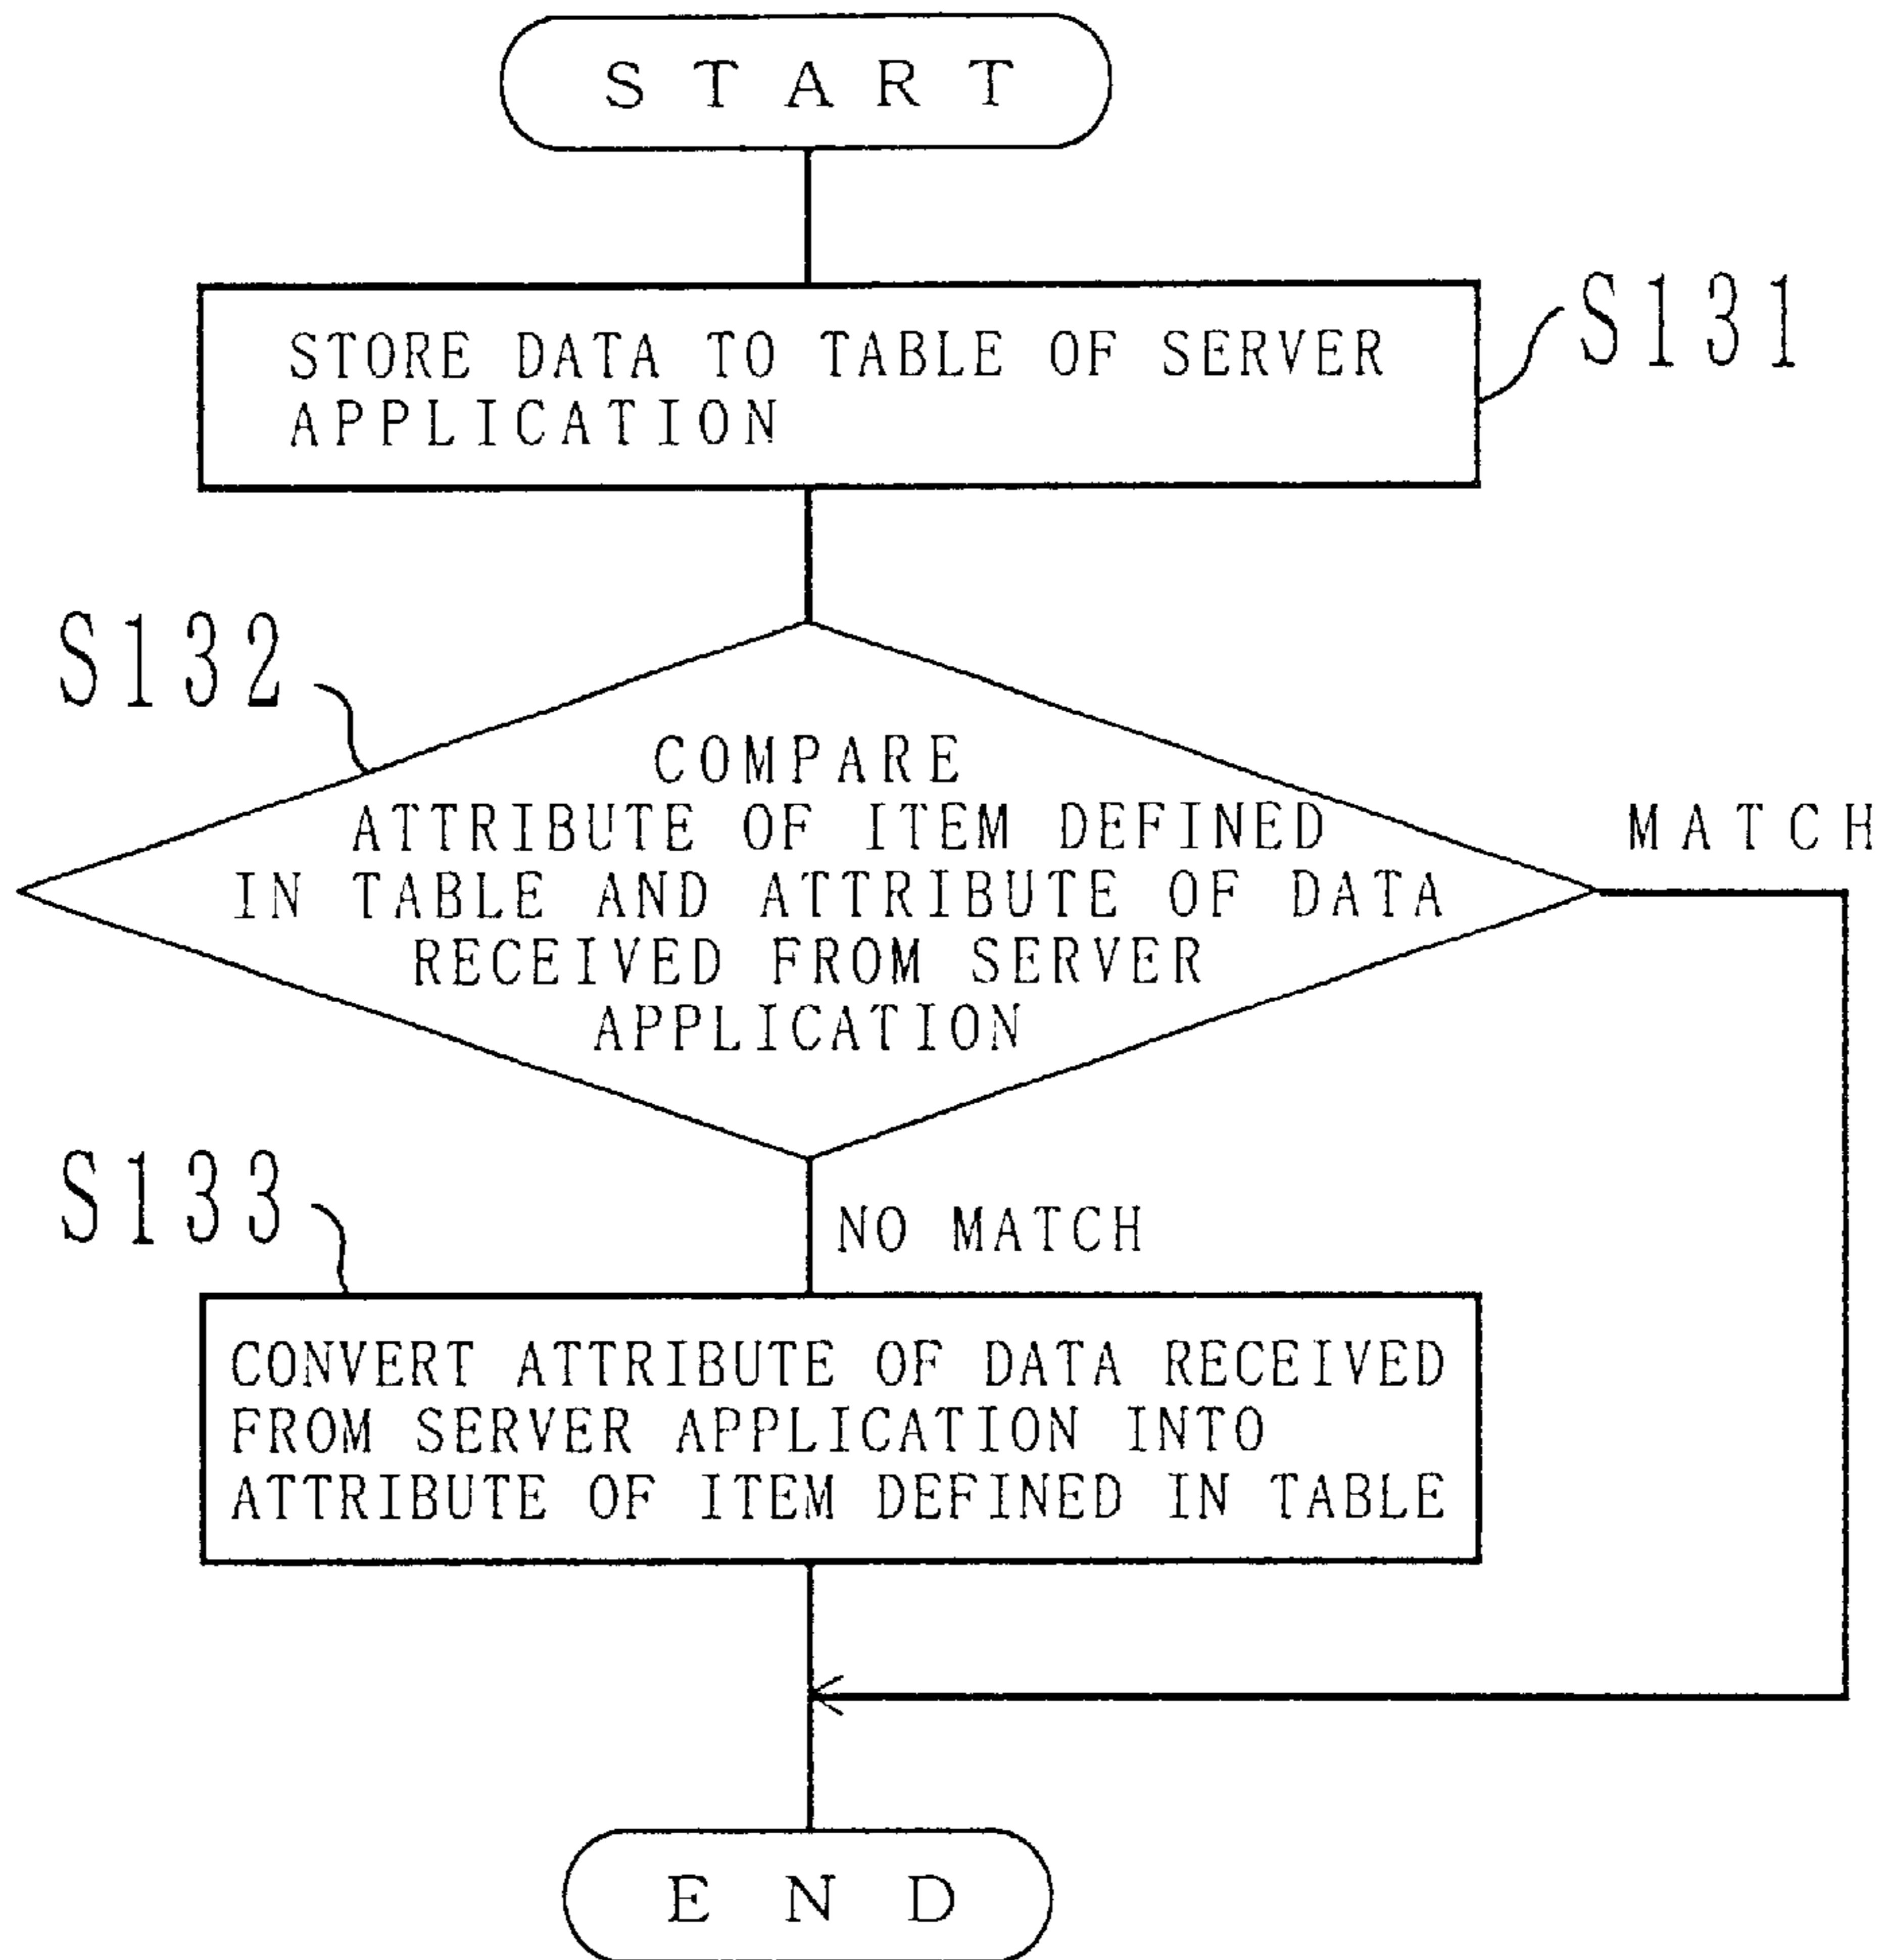 START
STORE DATA TO TABLE OF SERVER
APPLICATION
S131
S132
COMPARE
ATTRIBUTE OF ITEM DEFINED
IN TABLE AND ATTRIBUTE OF DATA
RECEIVED FROM SERVER
APPLICATION
MATCH
S133
NO MATCH
CONVERT ATTRIBUTE OF DATA RECEIVED
FROM SERVER APPLICATION INTO
ATTRIBUTE OF ITEM DEFINED IN TABLE
END